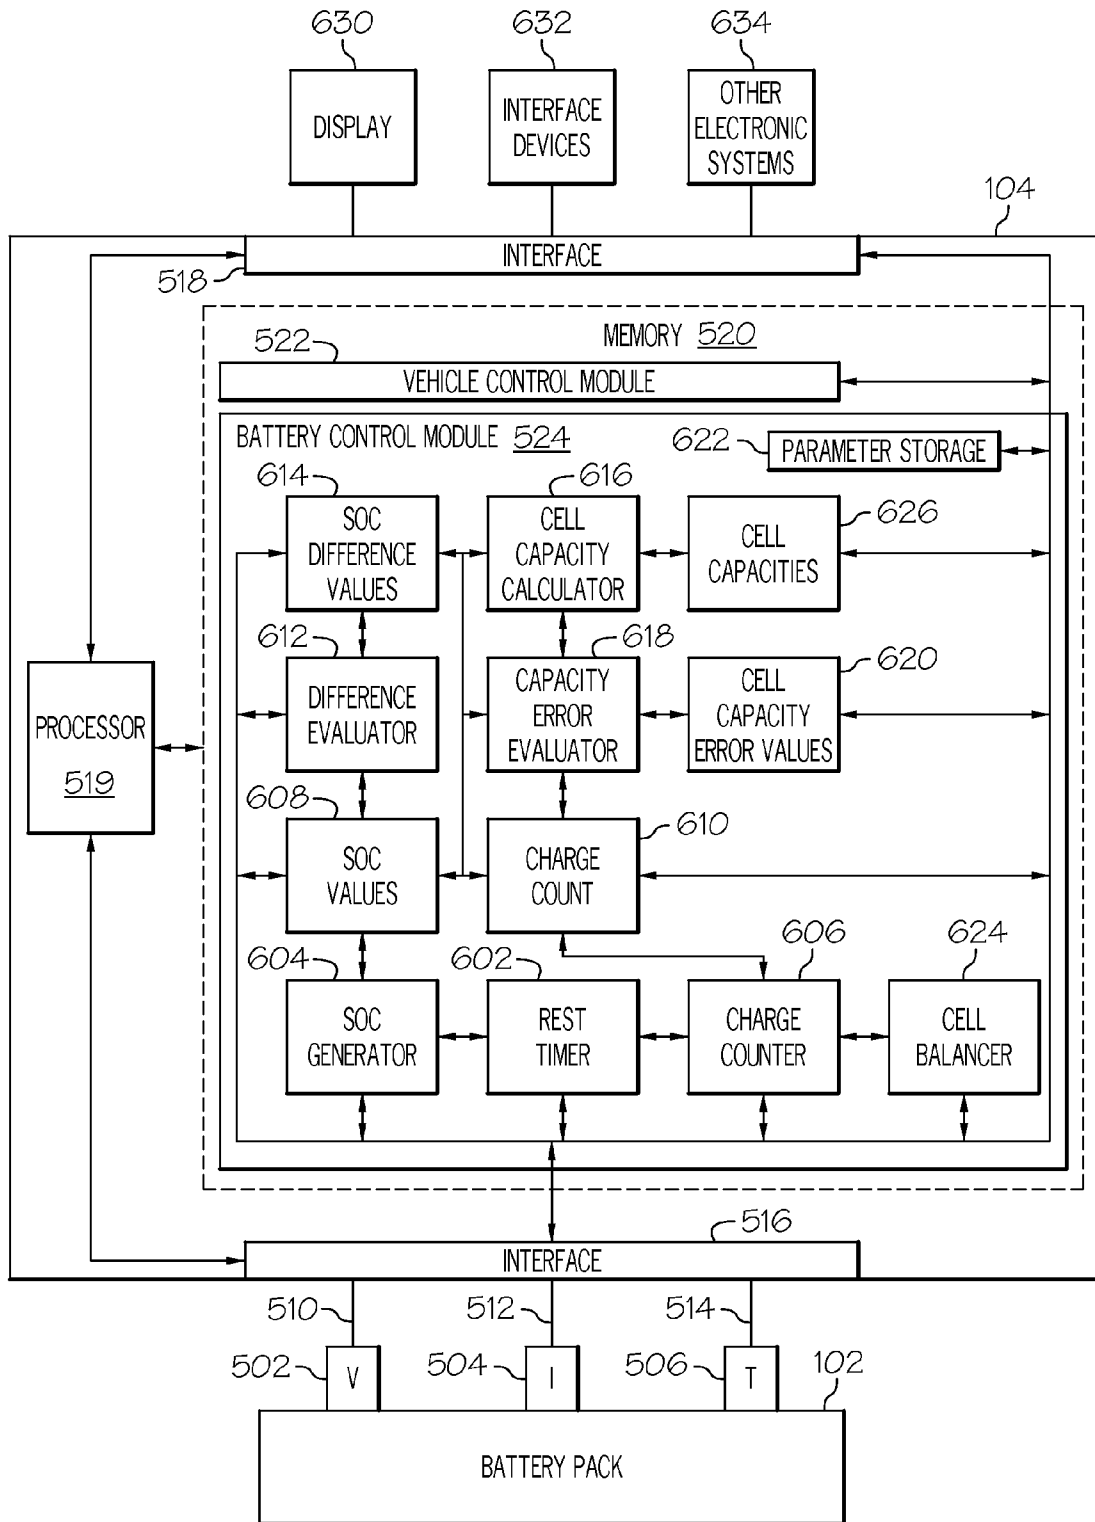 630
632
634
DISPLAY
INTERFACE
DEVICES
OTHER
ELECTRONIC
SYSTEMS
104
INTERFACE
518
MEMORY 520
522
VEHICLE CONTROL MODULE
BATTERY CONTROL MODULE 524
622
PARAMETER STORAGE
614
616
626
SOC
DIFFERENCE
VALUES
CELL
CAPACITY
CALCULATOR
CELL
CAPACITIES
612
618
620
DIFFERENCE
EVALUATOR
CAPACITY
ERROR
EVALUATOR
CELL
CAPACITY
ERROR VALUES
PROCESSOR
519
608
610
SOC
VALUES
CHARGE
COUNT
604
602
606
624
SOC
GENERATOR
REST
TIMER
CHARGE
COUNTER
CELL
BALANCER
516
INTERFACE
510
512
514
502
V
504
I
506
T
102
BATTERY PACK